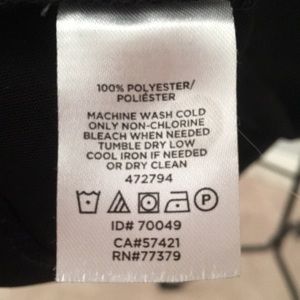 100% POLYESTER/
POLIÉSTER
MACHINE WASH COLD
ONLY NON-CHLORINE
BLEACH WHEN NEEDED
TUMBLE DRY LOW
COOL IRON IF NEEDED
OR DRY CLEAN
472794
P
ID# 70049
CA#57421
RN#77379